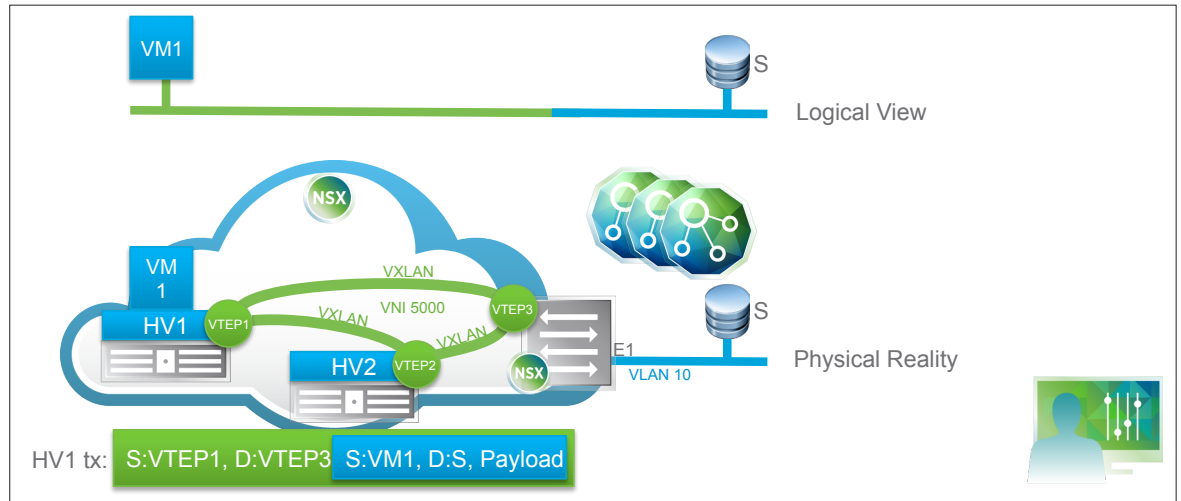 VM1
S
Logical View
NSX
VM
1
HV1
VTEP1
VXLAN
VNI 5000
VXLAN
VXLAN
VTEP3
HV2
VTEP2
NSX
E1
VLAN 10
S
Physical Reality
HV1 tx:
S:VTEP1, D:VTEP3
S:VM1, D:S, Payload